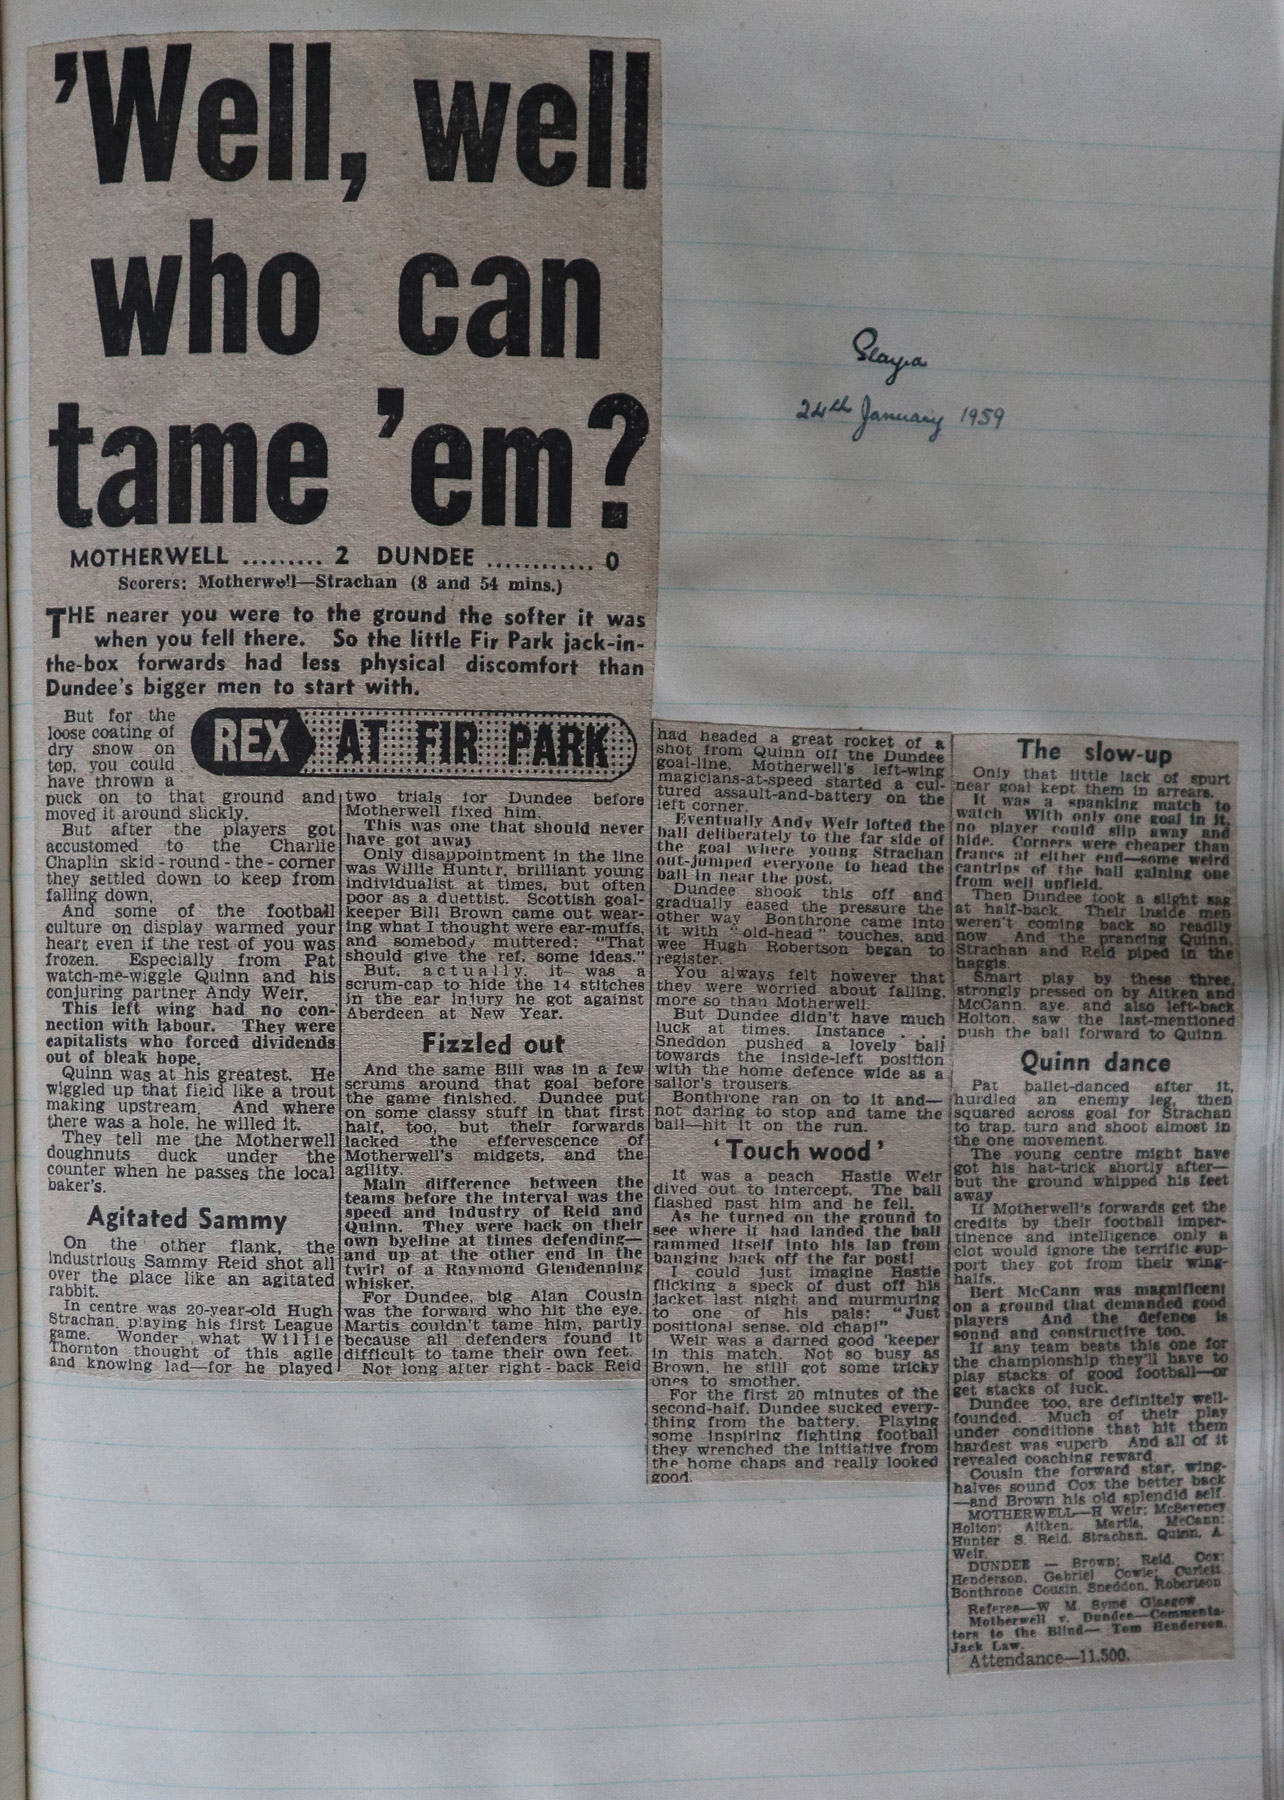 'Well, well
who can
tame 'em?
MOTHERWELL ......... 2 DUNDEE ............ 0
Scorers: Motherwell—Strachan (8 and 54 mins.)
THE nearer you were to the ground the softer it was
when you fell there. So the little Fir Park jack-in-
the-box forwards had less physical discomfort than
Dundee's bigger men to start with.
REX AT FIR PARK
But for the
loose coating of
dry snow on
top, you could
have thrown a
puck on to that ground and
moved it around slickly.
But after the players got
accustomed to the Charlie
Chaplin skid-round-the-corner
they settled down to keep from
falling down.
And some of the football
culture on display warmed your
heart even if the rest of you was
frozen. Especially from Pat
watch-me-wiggle Quinn and his
conjuring partner Andy Weir.
This left wing had no con-
nection with labour. They were
capitalists who forced dividends
out of bleak hope.
Quinn was at his greatest. He
wiggled up that field like a trout
making upstream. And where
there was a hole, he willed it.
They tell me the Motherwell
doughnuts duck under the
counter when he passes the local
baker's.
Agitated Sammy
On the other flank, the
industrious Sammy Reid shot all
over the place like an agitated
rabbit.
In centre was 20-year-old Hugh
Strachan, playing his first League
game. Wonder what Willie
Thornton thought of this agile
and knowing lad—for he played
two trials for Dundee before
Motherwell fixed him.
This was one that should never
have got away
Only disappointment in the line
was Willie Hunter, brilliant young
individualist at times, but often
poor as a duettist. Scottish goal-
keeper Bill Brown came out wear-
ing what I thought were ear-muffs,
and somebody muttered: "That
should give the ref. some ideas."
But, actually, it was a
scrum-cap to hide the 14 stitches
in the ear injury he got against
Aberdeen at New Year.
Fizzled out
And the same Bill was in a few
scrums around that goal before
the game finished. Dundee put
on some classy stuff in that first
half, too, but their forwards
lacked the effervescence of
Motherwell's midgets, and the
agility.
Main difference between the
teams before the interval was the
speed and industry of Reid and
Quinn. They were back on their
own byeline at times defending—
and up at the other end in the
twirl of a Raymond Glendenning
whisker.
For Dundee, big Alan Cousin
was the forward who hit the eye.
Martis couldn't tame him, partly
because all defenders found it
difficult to tame their own feet.
Not long after right-back Reid
had headed a great rocket of a
shot from Quinn off the Dundee
goal-line, Motherwell's left-wing
magicians-at-speed started a cul-
tured assault-and-battery on the
left corner.
Eventually Andy Weir lofted the
ball deliberately to the far side of
the goal where young Strachan
out-jumped everyone to head the
ball in near the post.
Dundee shook this off and
gradually eased the pressure the
other way Bonthrone came into
it with "old-head" touches, and
wee Hugh Robertson began to
register.
You always felt however that
they were worried about falling,
more so than Motherwell.
But Dundee didn't have much
luck at times. Instance . . .
Sneddon pushed a lovely ball
towards the inside-left position
with the home defence wide as a
sailor's trousers.
Bonthrone ran on to it and—
not daring to stop and tame the
ball—hit it on the run.
'Touch wood'
It was a peach Hastie Weir
dived out to intercept. The ball
flashed past him and he fell.
As he turned on the ground to
see where it had landed the ball
rammed itself into his lap from
banging back off the far post!
I could just imagine Hastie
flicking a speck of dust off his
jacket last night and murmuring
to one of his pals: "Just
positional sense, old chap!"
Weir was a darned good 'keeper
in this match. Not so busy as
Brown, he still got some tricky
ones to smother.
For the first 20 minutes of the
second-half, Dundee sucked every-
thing from the battery. Playing
some inspiring fighting football
they wrenched the initiative from
the home chaps and really looked
good.
The slow-up
Only that little lack of spurt
near goal kept them in arrears.
It was a spanking match to
watch With only one goal in it,
no player could slip away and
hide. Corners were cheaper than
francs at either end—some weird
cantrips of the ball gaining one
from well upfield.
Then Dundee took a slight sag
at half-back. Their inside men
weren't coming back so readily
now And the prancing Quinn,
Strachan and Reid piped in the
haggis.
Smart play by these three,
strongly pressed on by Aitken and
McCann, aye, and also left-back
Holton, saw the last-mentioned
push the ball forward to Quinn
Quinn dance
Pat ballet-danced after it,
hurdled an enemy leg, then
squared across goal for Strachan
to trap, turn and shoot almost in
the one movement.
The young centre might have
got his hat-trick shortly after—
but the ground whipped his feet
away
If Motherwell's forwards get the
credits by their football imper-
tinence and intelligence only a
clot would ignore the terrific sup-
port they got from their wing-
halfs.
Bert McCann was magnificent
on a ground that demanded good
players And the defence is
sound and constructive too.
If any team beats this one for
the championship they'll have to
play stacks of good football—or
get stacks of luck.
Dundee too, are definitely well-
founded. Much of their play
under conditions that hit them
hardest was superb And all of it
revealed coaching reward
Cousin the forward star, wing-
halves sound Cox the better back
—and Brown his old splendid self.
MOTHERWELL—H Weir; McSeveney
Holton; Aitken, Martis, McCann;
Hunter S. Reid. Strachan, Quinn, A.
Weir.
DUNDEE — Brown; Reid, Cox;
Henderson, Gabriel Cowie; Curlett,
Bonthrone Cousin, Sneddon, Robertson
Referee—W M. Syme Glasgow
Motherwell v. Dundee—Commenta-
tors to the Blind— Tom Henderson,
Jack Law.
Attendance—11,500.
24th January 1959